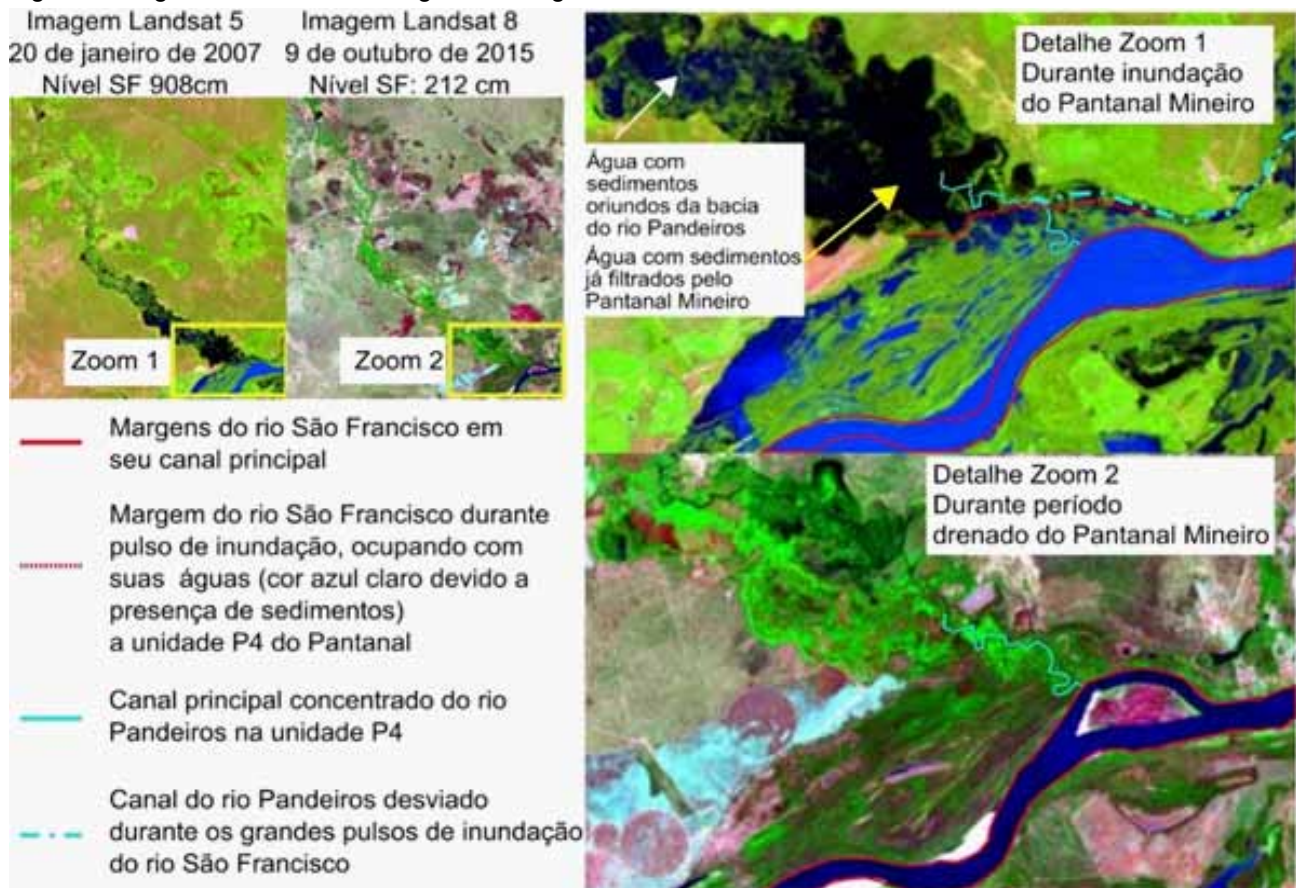 Imagem Landsat 5
20 de janeiro de 2007
Nível SF 908cm
Imagem Landsat 8
9 de outubro de 2015
Nível SF: 212 cm
Zoom 1
Zoom 2
Margens do rio São Francisco em
seu canal principal
Margem do rio São Francisco durante
pulso de inundação, ocupando com
suas águas (cor azul claro devido a
presença de sedimentos)
a unidade P4 do Pantanal
Canal principal concentrado do rio
Pandeiros na unidade P4
Canal do rio Pandeiros desviado
durante os grandes pulsos de inundação
do rio São Francisco
Detalhe Zoom 1
Durante inundação
do Pantanal Mineiro
Água com
sedimentos
oriundos da bacia
do rio Pandeiros
Água com sedimentos
já filtrados pelo
Pantanal Mineiro
Detalhe Zoom 2
Durante período
drenado do Pantanal Mineiro